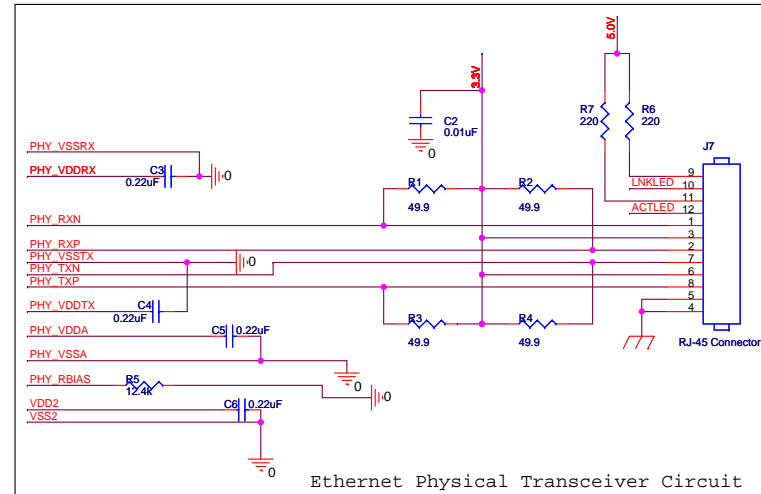 5.0V
3.3V
R7
220
R6
220
C2
0.01uF
0
J7
PHY_VSSRX
PHY_VDDRX
C3
0.22uF
0
9
LNKLED
10
11
ACTLED
12
R1
49.9
R2
49.9
PHY_RXN
1
3
PHY_RXP
2
PHY_VSSTX
0
7
PHY_TXN
6
PHY_TXP
8
5
4
PHY_VDDTX
C4
0.22uF
R3
49.9
R4
49.9
RJ-45 Connector
PHY_VDDA
C5
0.22uF
PHY_VSSA
0
PHY_RBIAS
R5
12.4k
0
VDD2
C6
0.22uF
VSS2
0
Ethernet Physical Transceiver Circuit